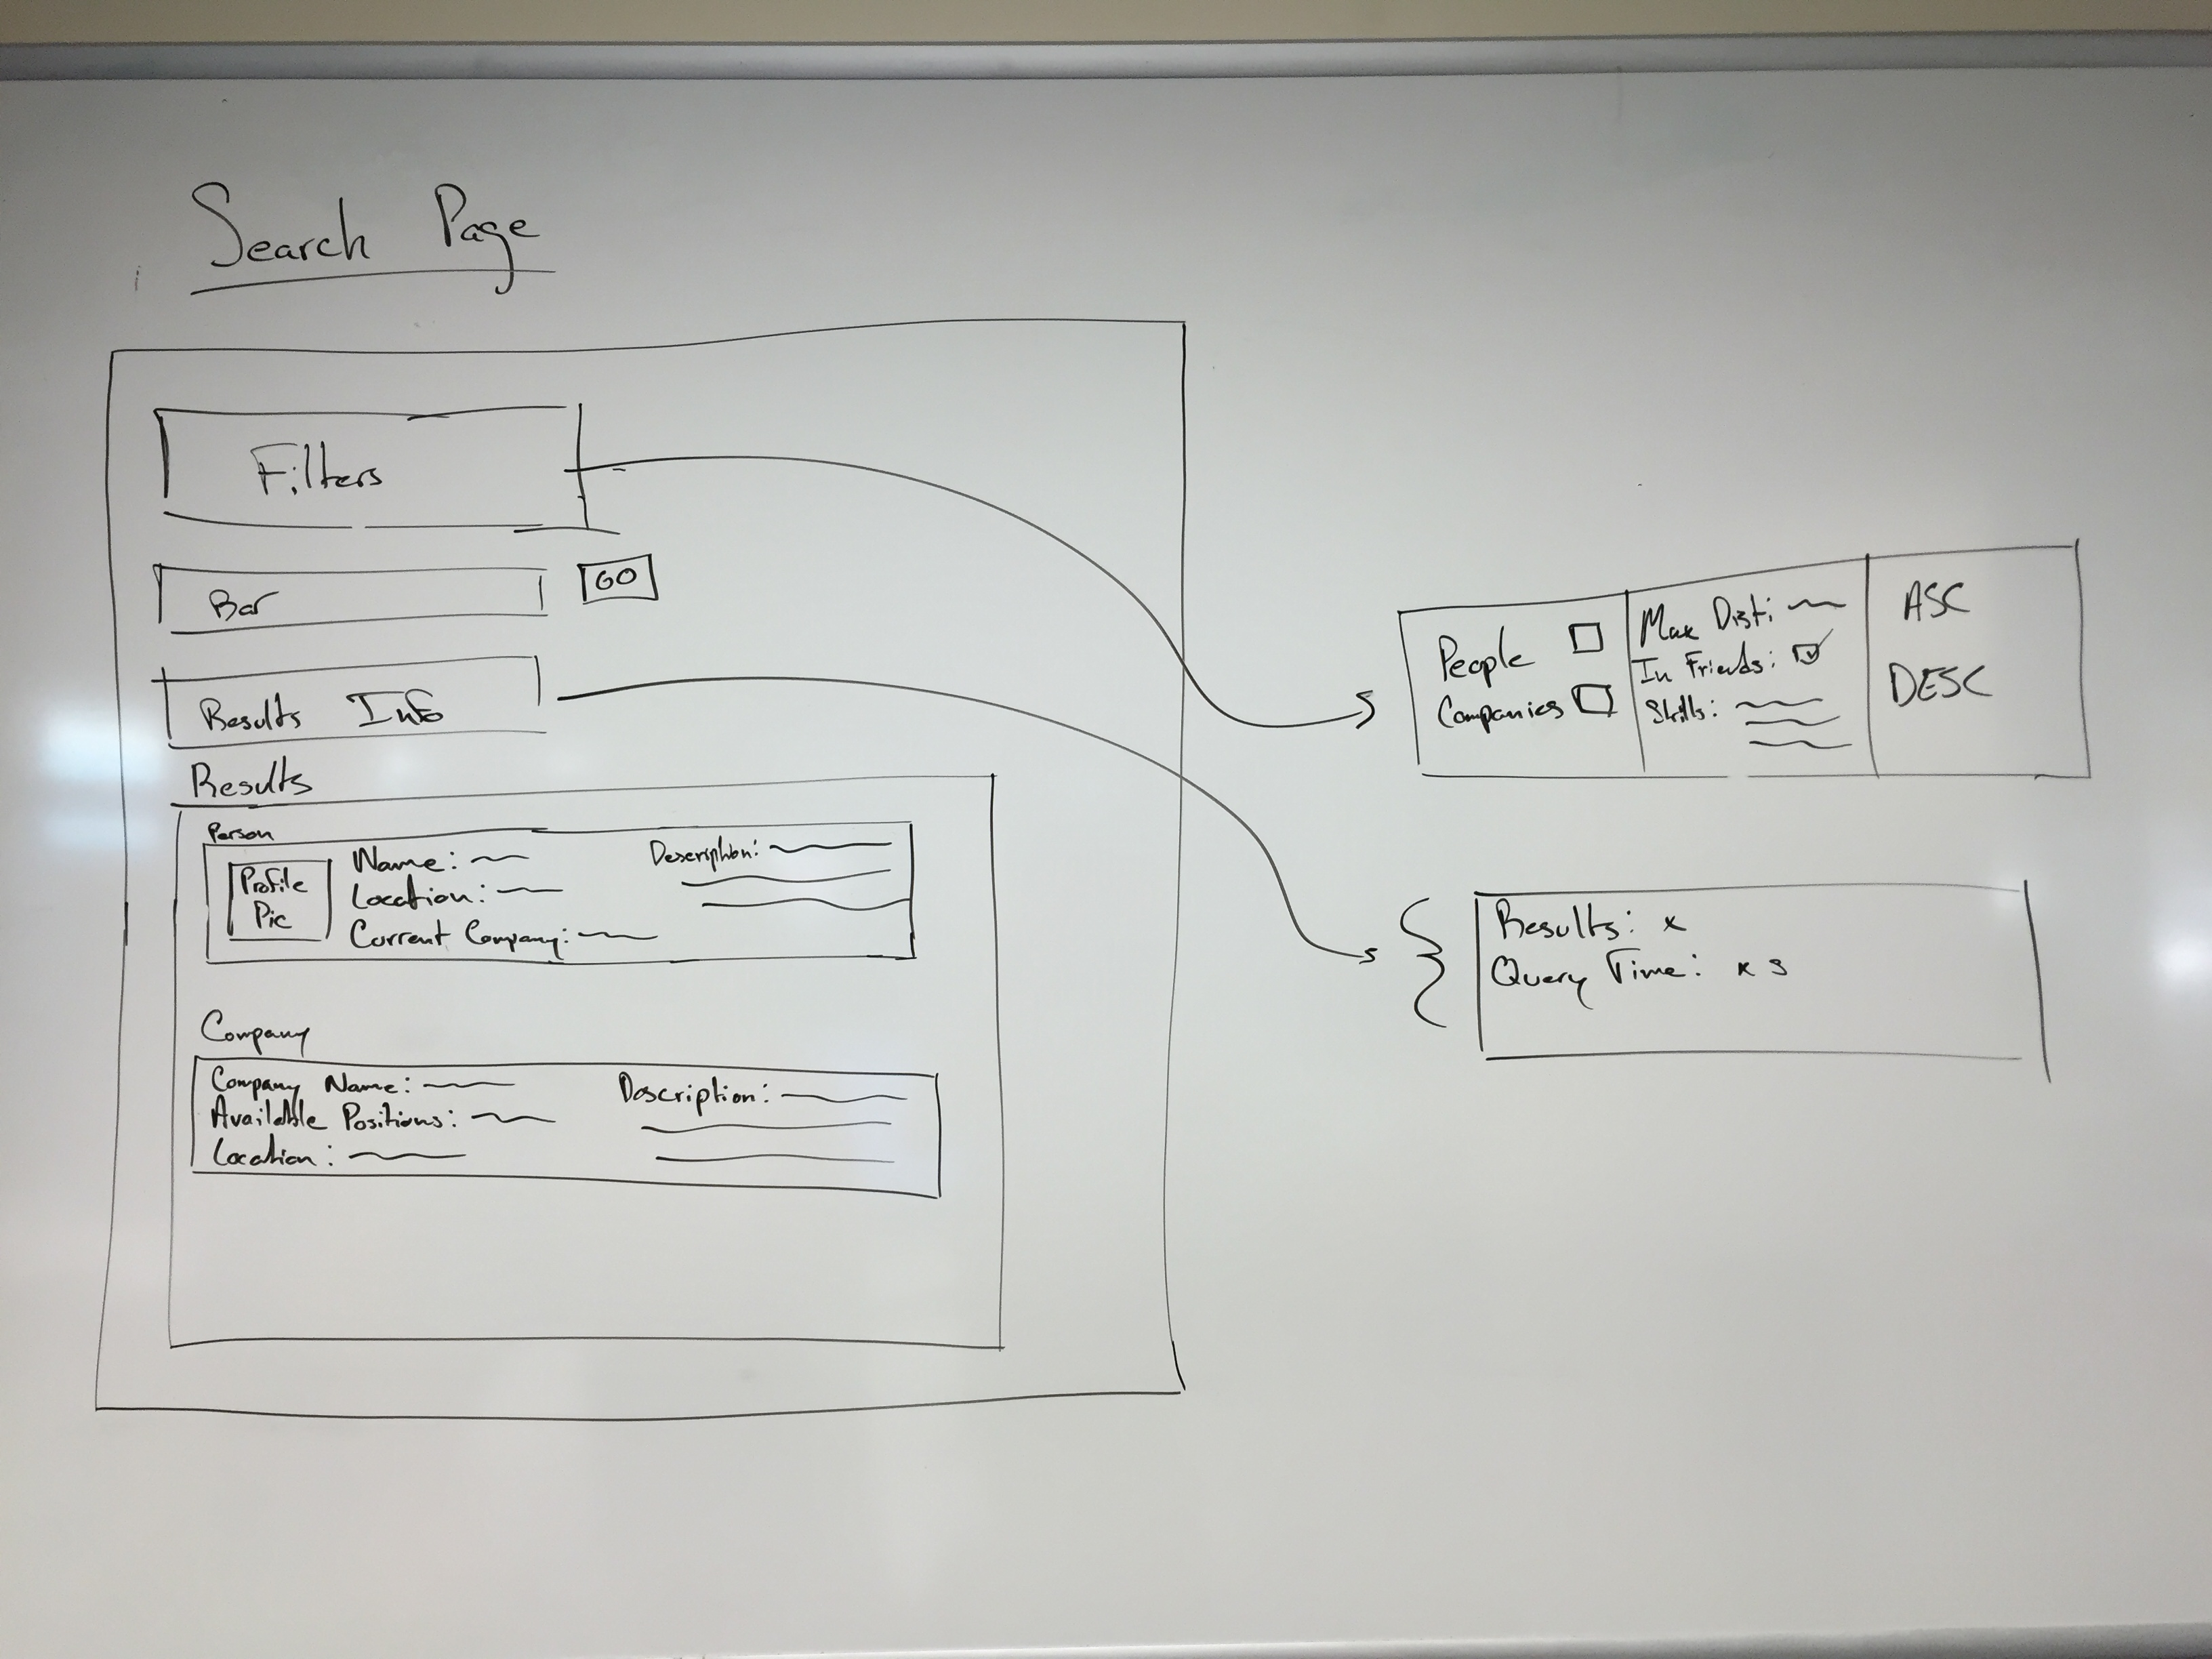 Search Page
Filters
Bar
GO
Results Info
Results
Person
Profile
Pic
Name:
Location:
Current Company:
Description:
Company
Company Name:
Available Positions:
Location:
Description:
People
Companies
Max Dist:
In Friends:
Skills:
ASC
DESC
Results: x
Query Time: x s